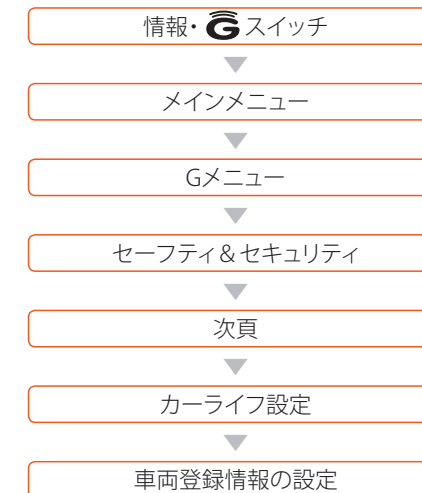 情報・Gスイッチ
メインメニュー
Gメニュー
セーフティ＆セキュリティ
次頁
カーライフ設定
車両登録情報の設定